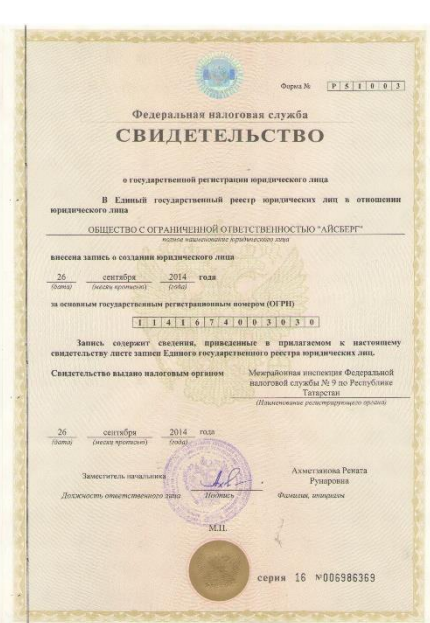 Форма № Р 5 1 0 0 3
Федеральная налоговая служба
СВИДЕТЕЛЬСТВО
о государственной регистрации юридического лица
В Единый государственный реестр юридических лиц в отношении
юридического лица
ОБЩЕСТВО С ОГРАНИЧЕННОЙ ОТВЕТСТВЕННОСТЬЮ "АЙСБЕРГ"
полное наименование юридического лица
внесена запись о создании юридического лица
26 сентября 2014 года
(дата) (месяц прописью) (год)
за основным государственным регистрационным номером (ОГРН)
1 1 4 1 6 7 4 0 0 3 0 3 0
Запись содержит сведения, приведенные в прилагаемом к настоящему
свидетельству листе записи Единого государственного реестра юридических лиц.
Свидетельство выдано налоговым органом Межрайонная инспекция Федеральной
налоговой службы № 9 по Республике
Татарстан
(Наименование регистрирующего органа)
26 сентября 2014 года
(дата) (месяц прописью) (год)
Заместитель начальника Ахметзянова Рената
Рунаровна
Должность ответственного лица Подпись Фамилия, инициалы
М.П.
серия 16 №006986369